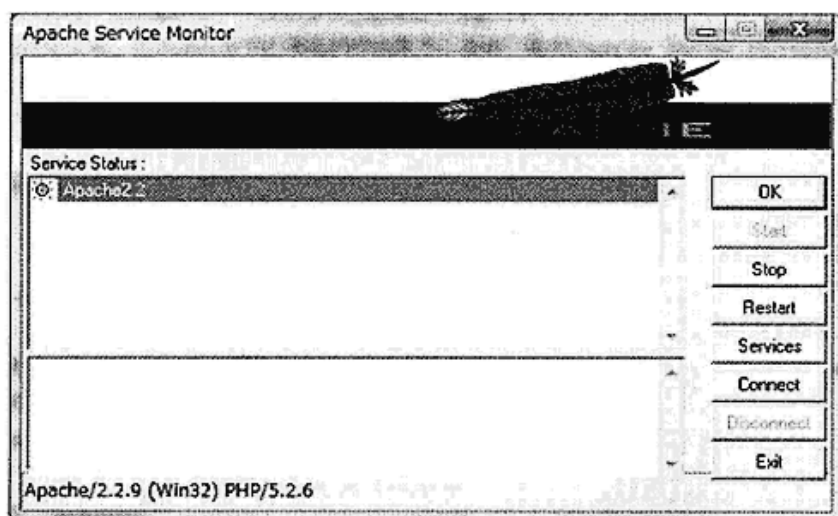 Apache Service Monitor
Service Status :
Apache2.2
OK
Start
Stop
Restart
Services
Connect
Disconnect
Exit
Apache/2.2.9 (Win32) PHP/5.2.6